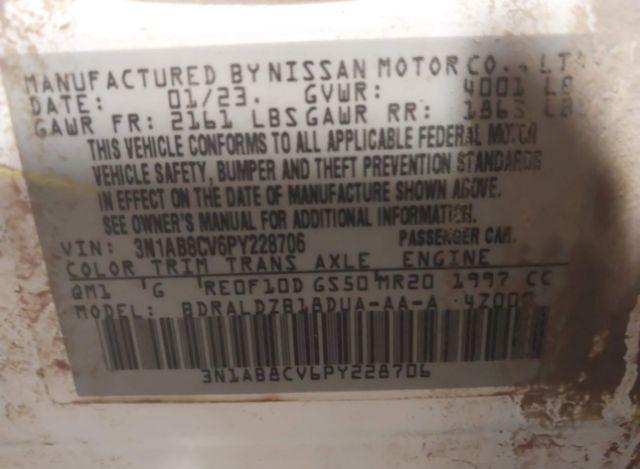 MANUFACTURED BY NISSAN MOTOR CO., LT
DATE: 01/23. GVWR: 4001 LB
GAWR FR: 2161 LBS GAWR RR: 1863 LBS
THIS VEHICLE CONFORMS TO ALL APPLICABLE FEDERAL MOTOR
VEHICLE SAFETY, BUMPER AND THEFT PREVENTION STANDARDS
IN EFFECT ON THE DATE OF MANUFACTURE SHOWN ABOVE.
SEE OWNER'S MANUAL FOR ADDITIONAL INFORMATION.
VIN: 3N1AB8CV6PY228706 PASSENGER CAR.
COLOR TRIM TRANS AXLE ENGINE
QM1 G RE0F10D GS50 MR20 1997 CC
MODEL: BDRALDZB18DUA-AA-A
3N1AB8CV6PY228706